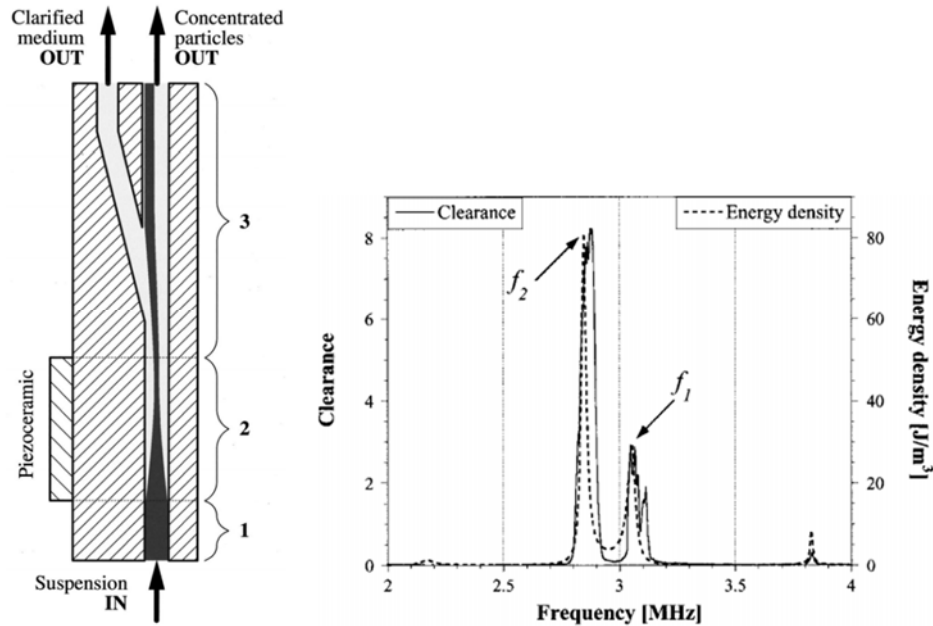 Clarified
medium
OUT
Concentrated
particles
OUT
3
Piezoceramic
2
1
Suspension
IN
Clearance
Energy density
8
6
4
2
0
80
60
40
20
0
f2
f1
Clearance
Energy
density [J/m³]
2
2.5
3
3.5
4
Frequency [MHz]